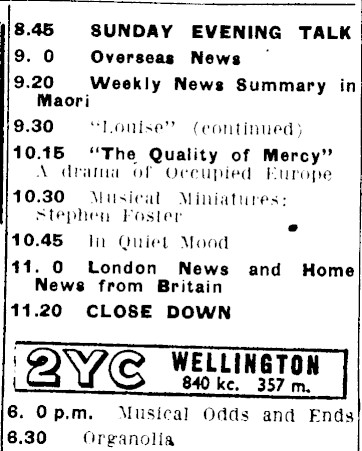 8.45 SUNDAY EVENING TALK
9. 0 Overseas News
9.20 Weekly News Summary in
Maori
9.30 "Louise" (continued)
10.15 "The Quality of Mercy"
A drama of Occupied Europe
10.30 Musical Miniatures:
Stephen Foster
10.45 In Quiet Mood
11. 0 London News and Home
News from Britain
11.20 CLOSE DOWN
2YC WELLINGTON
840 kc. 357 m.
6. 0 p.m. Musical Odds and Ends
6.30 Organolia